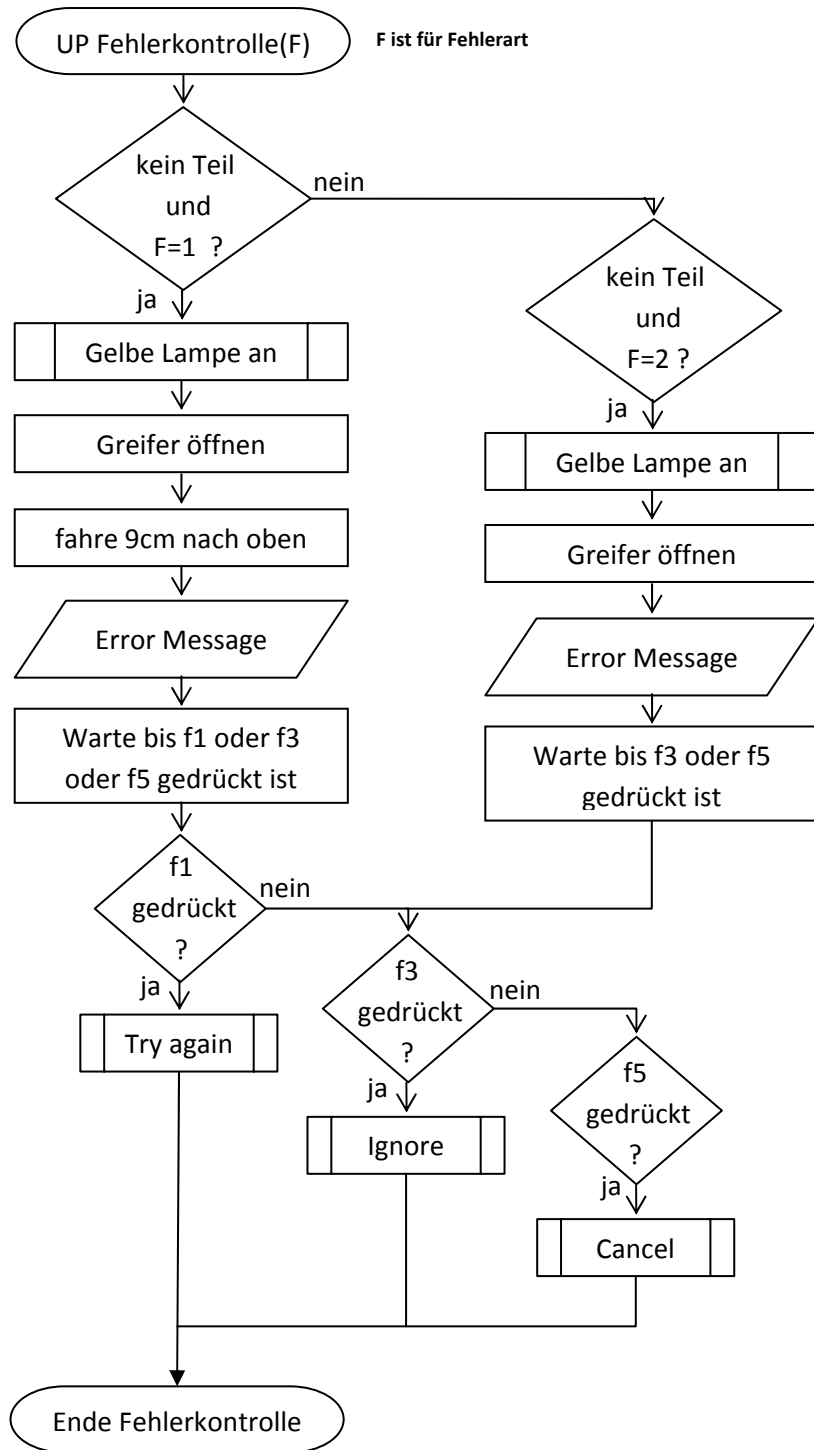 UP Fehlerkontrolle(F)
F ist für Fehlerart
kein Teil
und
F=1 ?
nein
ja
kein Teil
und
F=2 ?
ja
Gelbe Lampe an
Greifer öffnen
fahre 9cm nach oben
Error Message
Warte bis f1 oder f3
oder f5 gedrückt ist
Gelbe Lampe an
Greifer öffnen
Error Message
Warte bis f3 oder f5
gedrückt ist
f1
gedrückt
?
nein
ja
Try again
f3
gedrückt
?
nein
ja
Ignore
f5
gedrückt
?
ja
Cancel
Ende Fehlerkontrolle